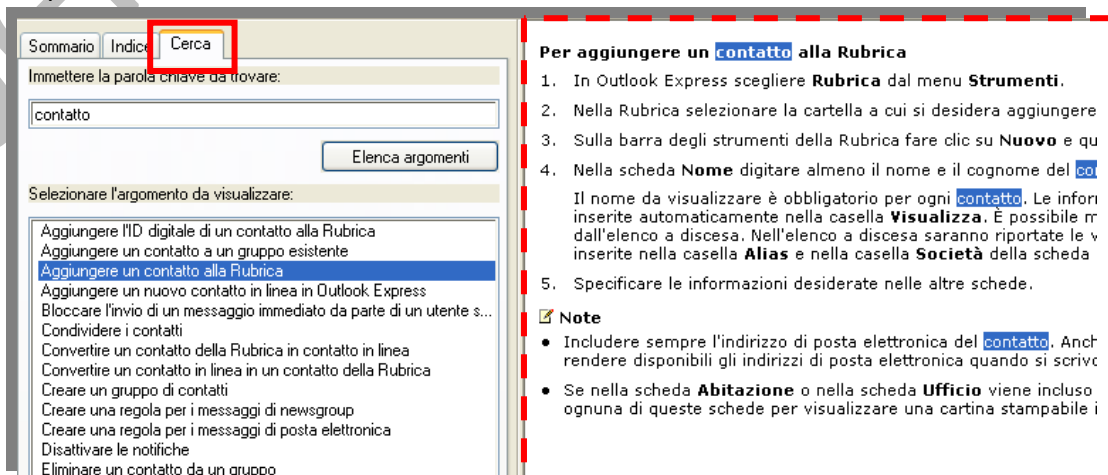 Sommario Indice Cerca
Immettere la parola chiave da trovare:
contatto
Elenca argomenti
Selezionare l'argomento da visualizzare:
Aggiungere l'ID digitale di un contatto alla Rubrica
Aggiungere un contatto a un gruppo esistente
Aggiungere un contatto alla Rubrica
Aggiungere un nuovo contatto in linea in Outlook Express
Bloccare l'invio di un messaggio immediato da parte di un utente s...
Condividere i contatti
Convertire un contatto della Rubrica in contatto in linea
Convertire un contatto in linea in un contatto della Rubrica
Creare un gruppo di contatti
Creare una regola per i messaggi di newsgroup
Creare una regola per i messaggi di posta elettronica
Disattivare le notifiche
Eliminare un contatto da un gruppo
Per aggiungere un contatto alla Rubrica
1. In Outlook Express scegliere Rubrica dal menu Strumenti.
2. Nella Rubrica selezionare la cartella a cui si desidera aggiungere
3. Sulla barra degli strumenti della Rubrica fare clic su Nuovo e qu
4. Nella scheda Nome digitare almeno il nome e il cognome del
Il nome da visualizzare è obbligatorio per ogni contatto. Le infor
inserite automaticamente nella casella Visualizza. È possibile
dall'elenco a discesa. Nell'elenco a discesa saranno riportate le
inserite nella casella Alias e nella casella Società della scheda
5. Specificare le informazioni desiderate nelle altre schede.
Note
• Includere sempre l'indirizzo di posta elettronica del contatto. Anch
rendere disponibili gli indirizzi di posta elettronica quando si scriv
• Se nella scheda Abitazione o nella scheda Ufficio viene incluso
ognuna di queste schede per visualizzare una cartina stampabile i